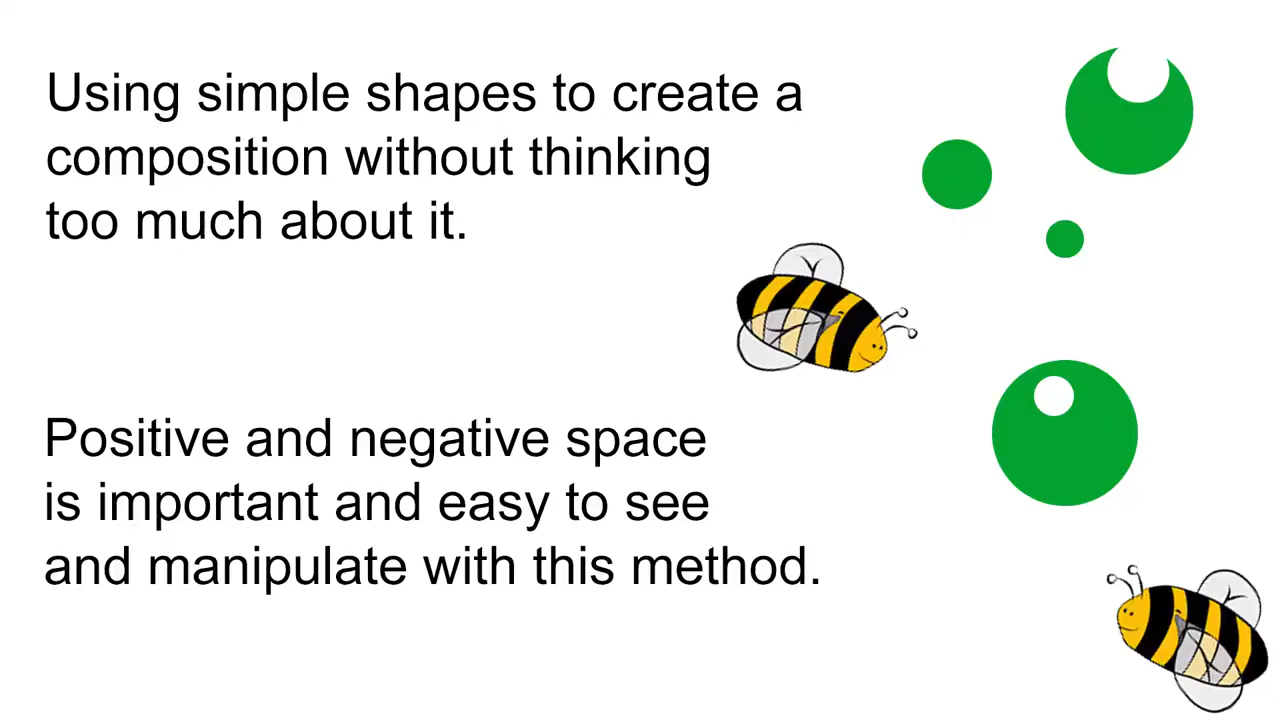 Using simple shapes to create a
composition without thinking
too much about it.
Positive and negative space
is important and easy to see
and manipulate with this method.